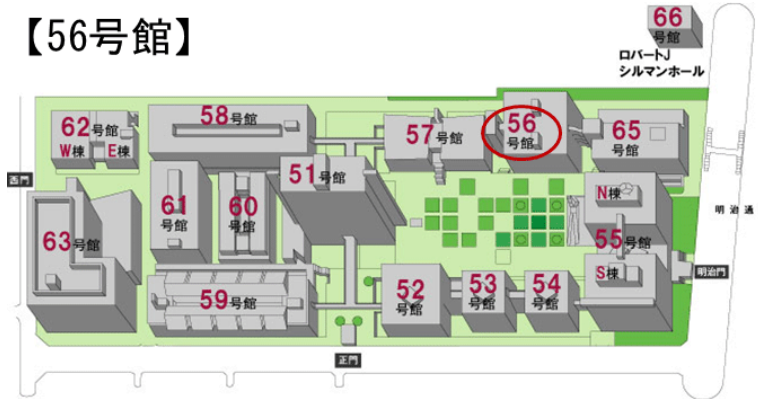 【56号館】
66
号館
ロバートJ
シルマンホール
62号館
W棟 E棟
58号館
57号館
56
号館
65
号館
51号館
西門
61
号館
60
号館
N棟
明治通
63号館
55号館
S棟
明治門
59号館
52
号館
53
号館
54
号館
正門